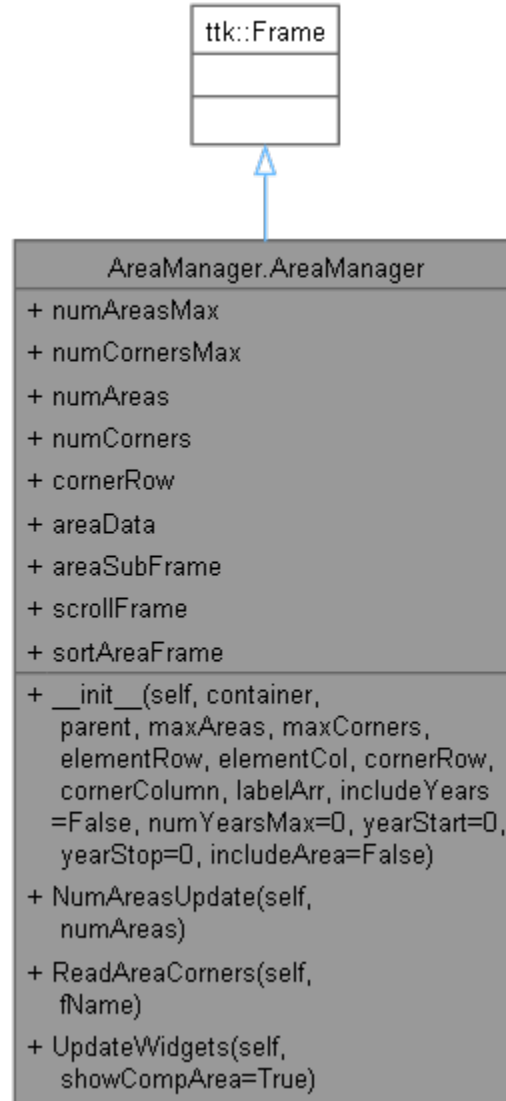 ttk::Frame
AreaManager.AreaManager
+ numAreasMax
+ numCornersMax
+ numAreas
+ numCorners
+ cornerRow
+ areaData
+ areaSubFrame
+ scrollFrame
+ sortAreaFrame
+ __init__(self, container,
parent, maxAreas, maxCorners,
elementRow, elementCol, cornerRow,
cornerColumn, labelArr, includeYears
=False, numYearsMax=0, yearStart=0,
yearStop=0, includeArea=False)
+ NumAreasUpdate(self,
numAreas)
+ ReadAreaCorners(self,
fName)
+ UpdateWidgets(self,
showCompArea=True)